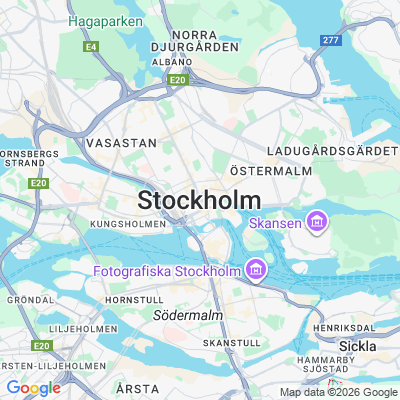 Hagaparken
NORRA
DJURGÅRDEN
277
E4
ALBANO
E20
VASASTAN
LADUGÅRDSGÄRDET
ORNSBERGS
STRAND
ÖSTERMALM
E20
Stockholm
KUNGSHOLMEN
Skansen
Fotografiska Stockholm
GRÖNDAL
HORNSTULL
Södermalm
LILJEHOLMEN
HENRIKSDAL
E20
SKANSTULL
Sickla
ERSTEN-LILJEHOLMEN
HAMMARBY
SJÖSTAD
ÅRSTA
Google
Map data ©2026 Google